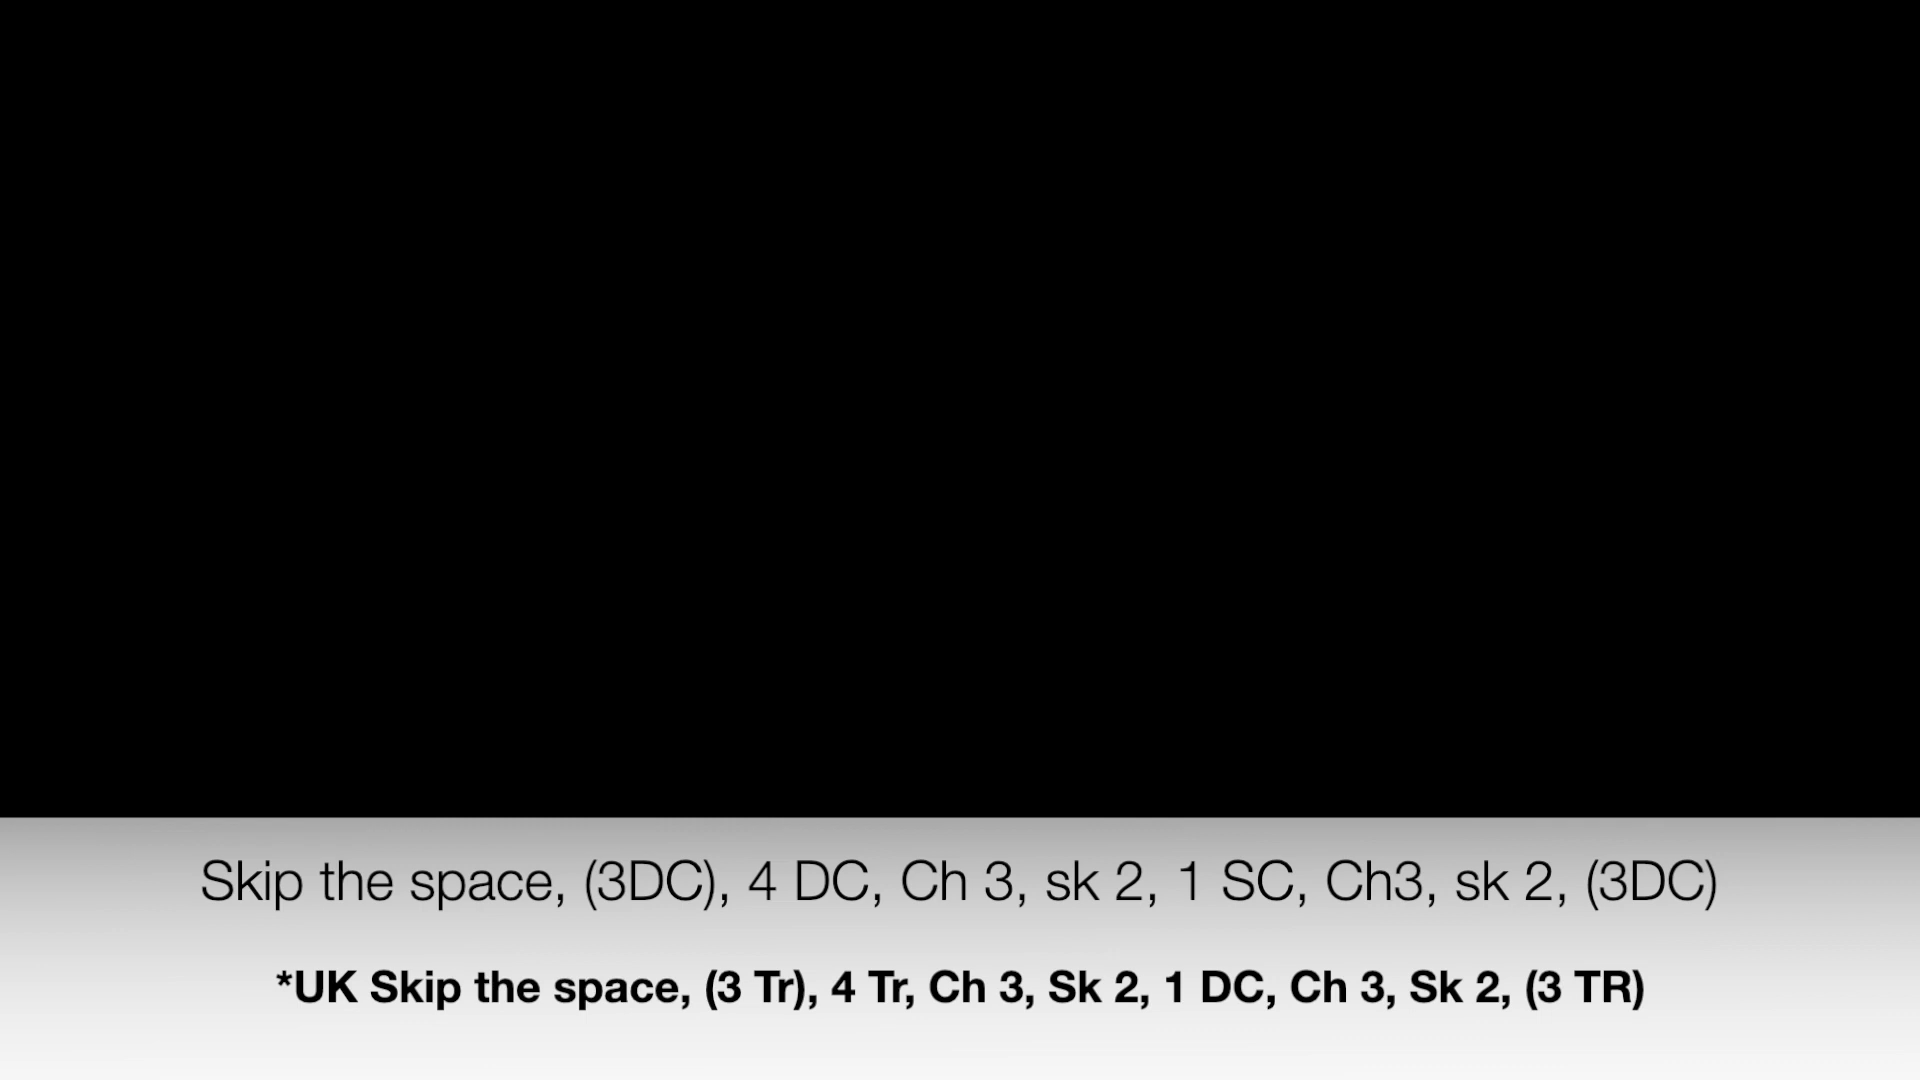 Skip the space, (3DC), 4 DC, Ch 3, sk 2, 1 SC, Ch3, sk 2, (3DC)
*UK Skip the space, (3 Tr), 4 Tr, Ch 3, Sk 2, 1 DC, Ch 3, Sk 2, (3 TR)